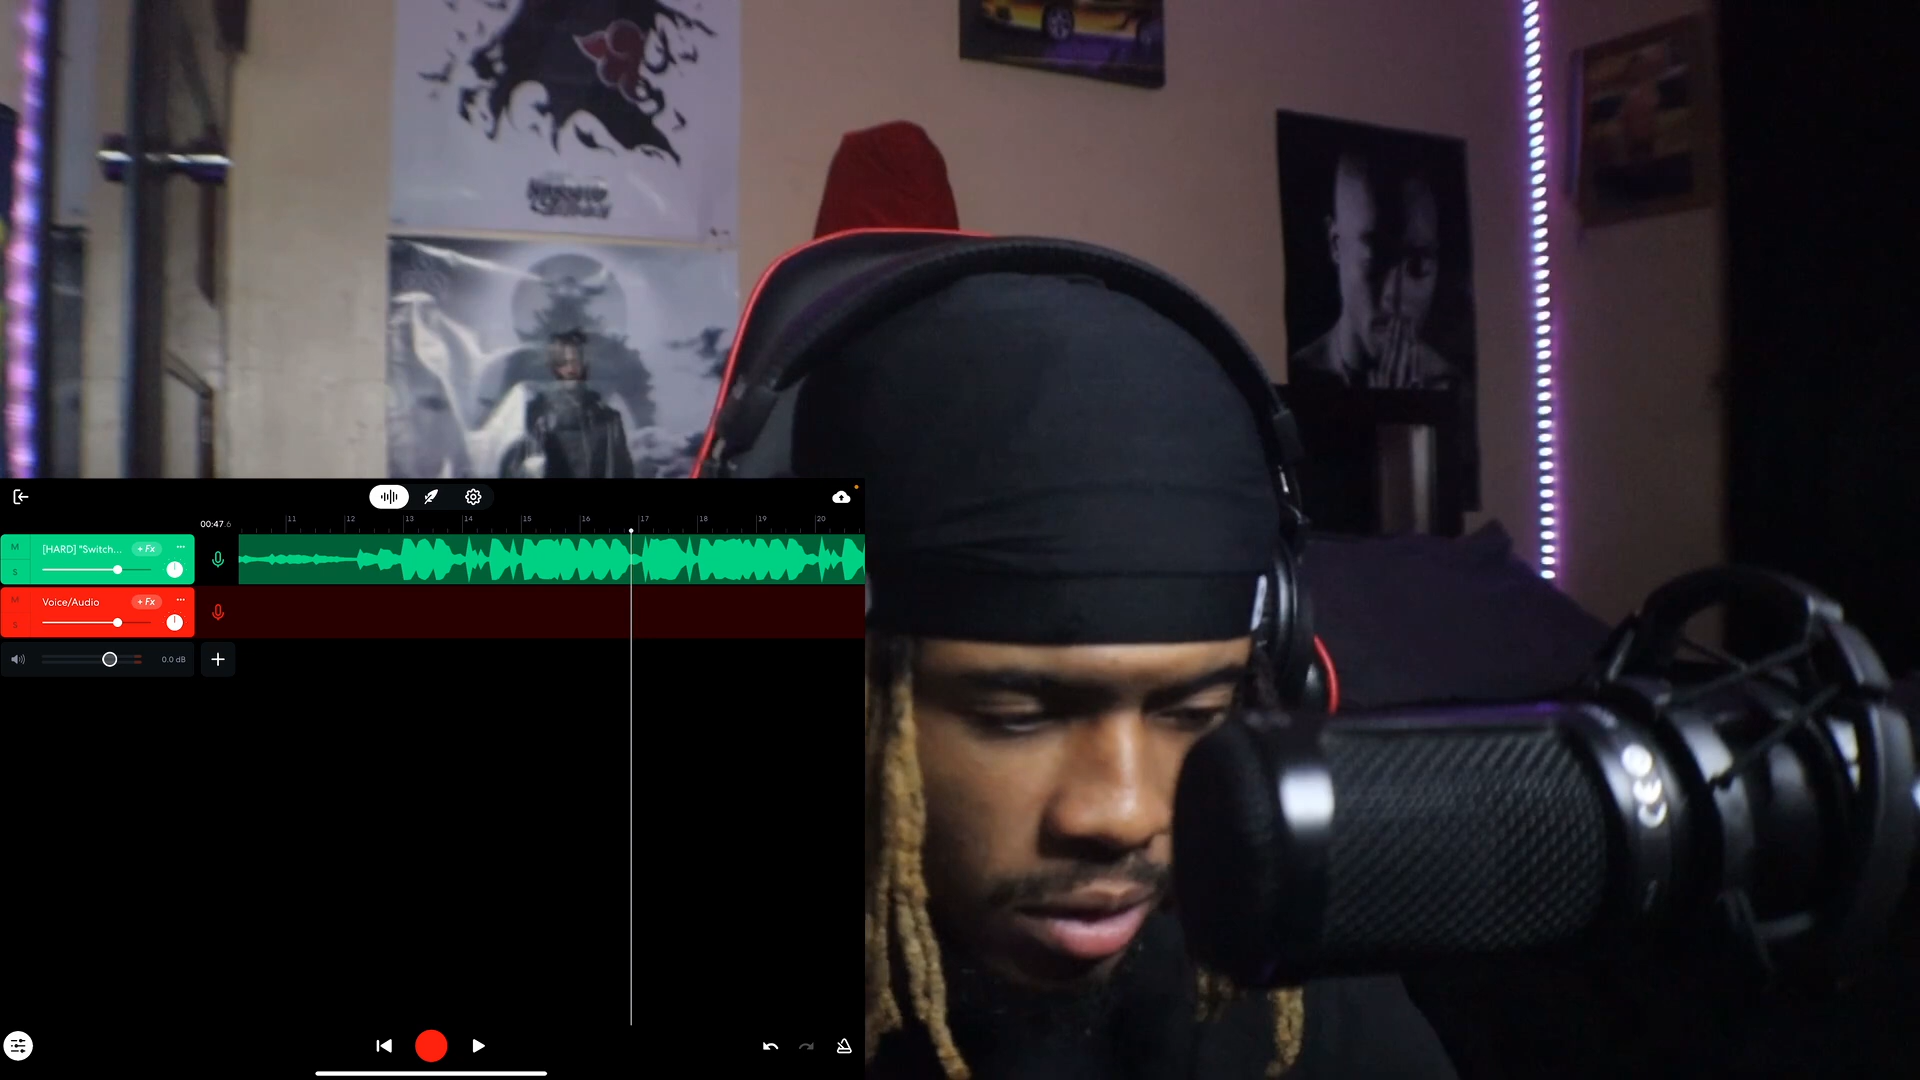 00:47.6
11 12 13 14 15 16 17 18 19 20
M [HARD] "Switch... + Fx ...
S
M Voice/Audio + Fx ...
S
0.0 dB